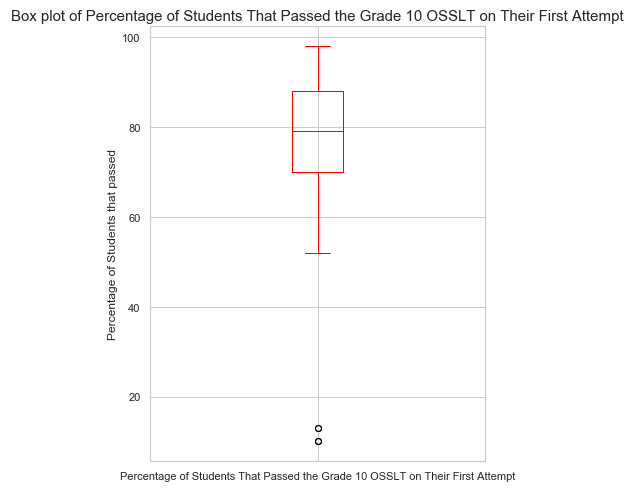 Box plot of Percentage of Students That Passed the Grade 10 OSSLT on Their First Attempt
100
80
60
40
20
Percentage of Students that passed
Percentage of Students That Passed the Grade 10 OSSLT on Their First Attempt